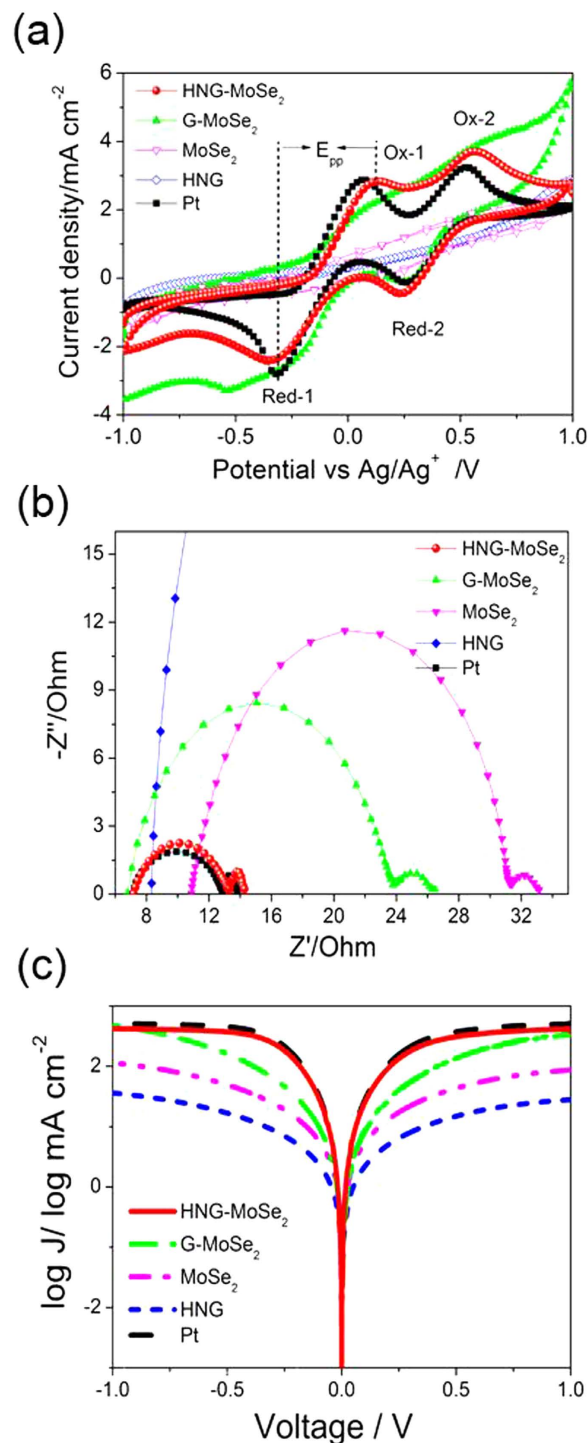 (a)
HNG-MoSe₂
G-MoSe₂
MoSe₂
HNG
Pt
Eₚₚ
Ox-1
Ox-2
Red-1
Red-2
6
4
2
0
-2
-4
Current density/mA cm⁻²
-1.0 -0.5 0.0 0.5 1.0
Potential vs Ag/Ag⁺ /V
(b)
HNG-MoSe₂
G-MoSe₂
MoSe₂
HNG
Pt
15
12
9
6
3
0
-Z"/Ohm
8 12 16 20 24 28 32
Z'/Ohm
(c)
2
0
-2
log J/ log mA cm⁻²
HNG-MoSe₂
G-MoSe₂
MoSe₂
HNG
Pt
-1.0 -0.5 0.0 0.5 1.0
Voltage / V